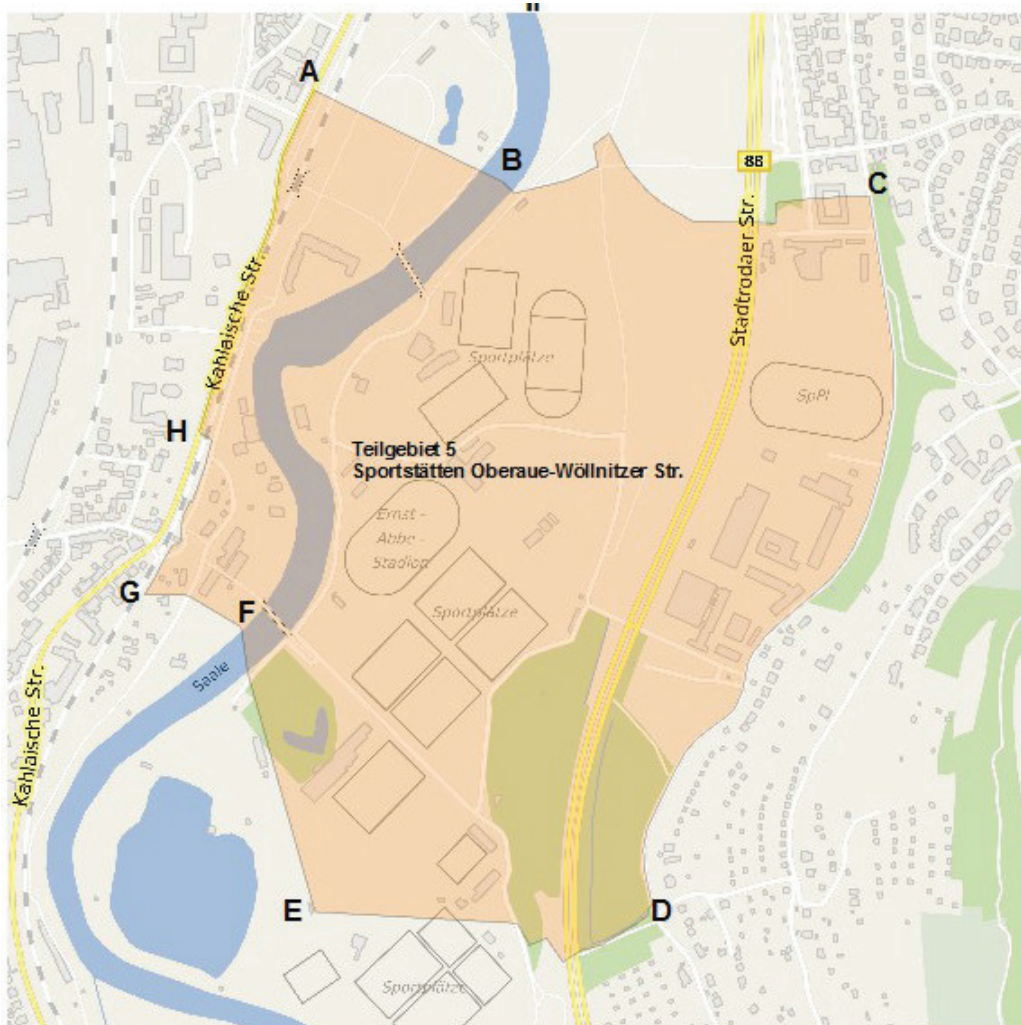 A
B
88
C
Kahlaische Str.
Stadtrodaer Str.
Sportplätze
SpPl
H
Teilgebiet 5
Sportstätten Oberaue-Wöllnitzer Str.
Ernst -
Abbe -
Stadion
G
F
Sportplätze
Saale
Kahlaische Str.
E
D
Sportplätze